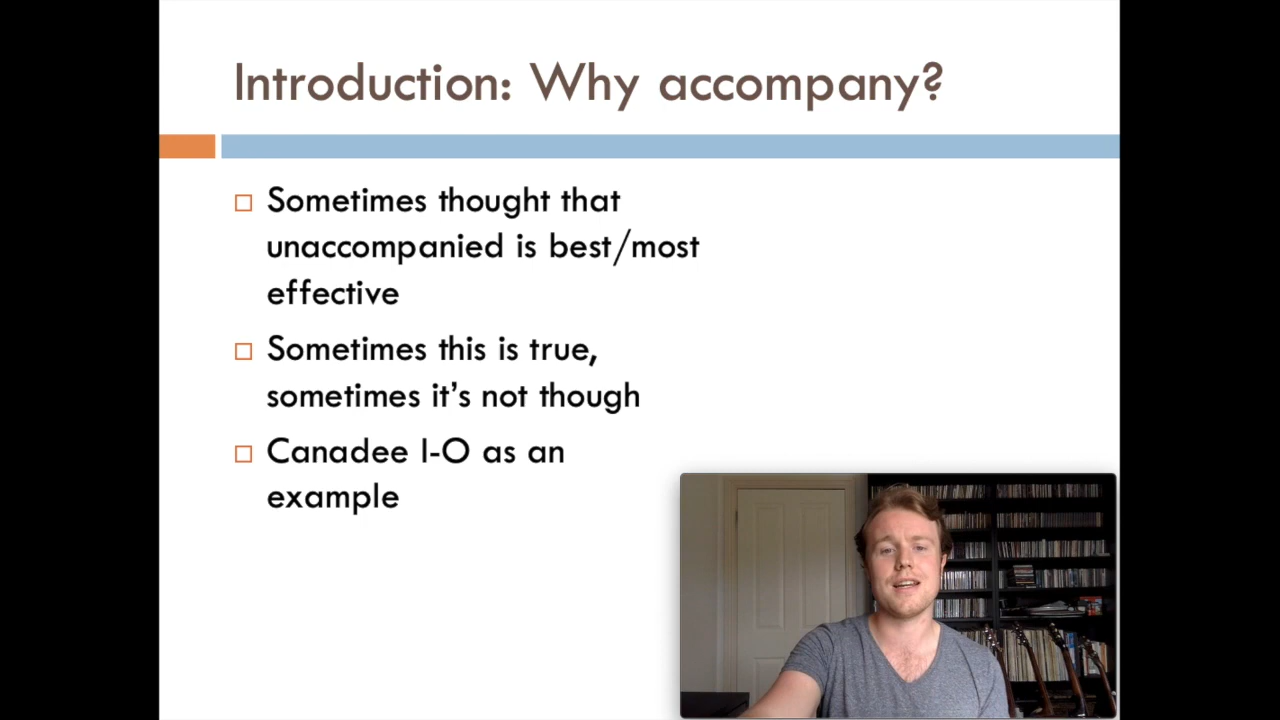 Introduction: Why accompany?
Sometimes thought that
unaccompanied is best/most
effective
Sometimes this is true,
sometimes it's not though
Canadee I-O as an
example